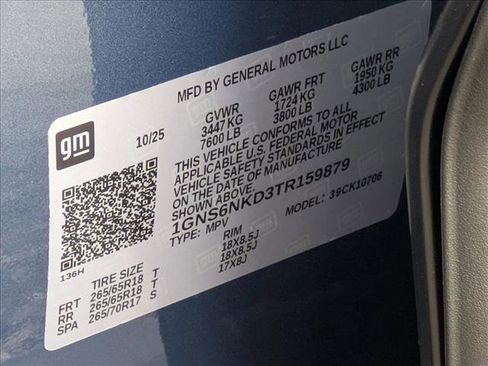 MFD BY GENERAL MOTORS LLC
gm
10/25
GVWR GAWR FRT GAWR RR
3447 KG 1724 KG 1950 KG
7600 LB 3800 LB 4300 LB
THIS VEHICLE CONFORMS TO ALL
APPLICABLE U.S. FEDERAL MOTOR
VEHICLE SAFETY STANDARDS IN EFFECT
ON THE DATE OF MANUFACTURE
SHOWN ABOVE.
1GNS6NKD3TR159879
TYPE: MPV MODEL: 39CK10706
136H
TIRE SIZE RIM
FRT 265/65R18 T 18X8.5J
RR 265/65R18 T 18X8.5J
SPA 265/70R17 S 17X8J